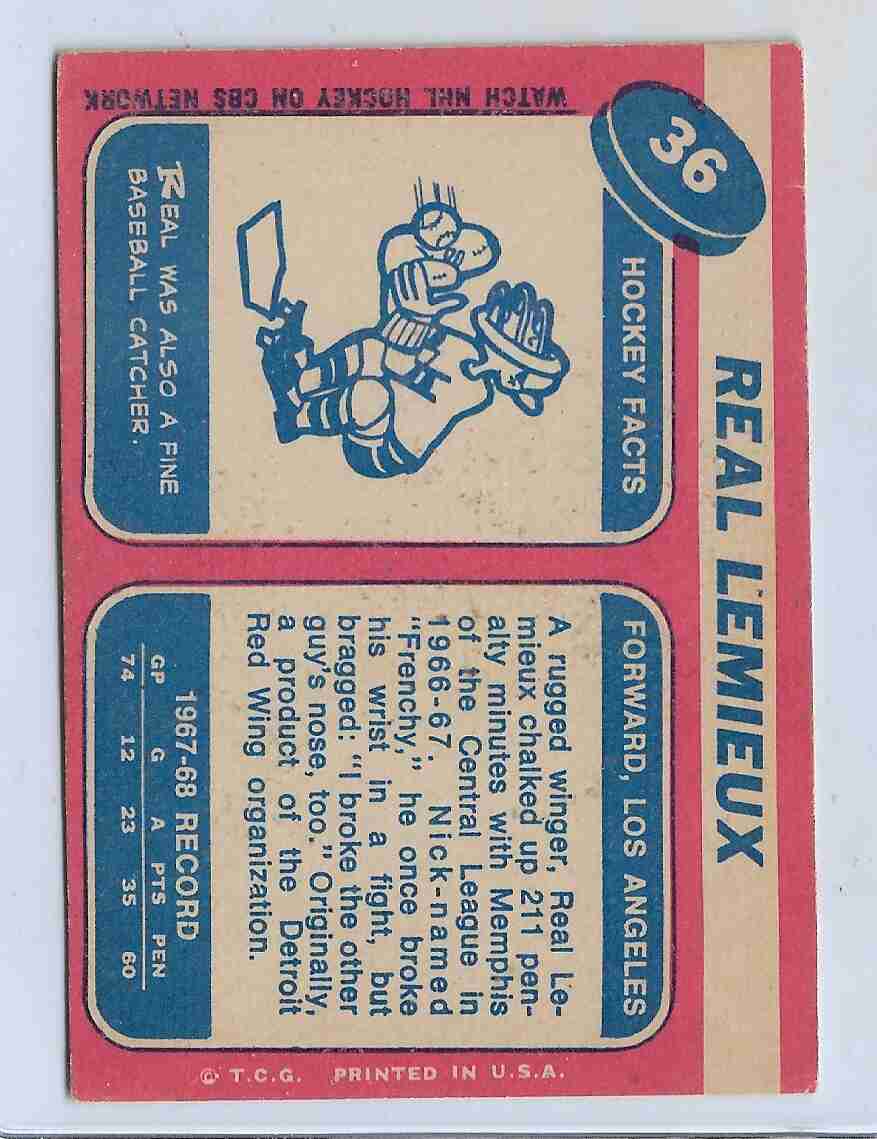 36
REAL LEMIEUX
WATCH NHL HOCKEY ON CBS NETWORK
HOCKEY FACTS
REAL WAS ALSO A FINE
BASEBALL CATCHER.
FORWARD, LOS ANGELES
A rugged winger, Real Le-
mieux chalked up 211 pen-
alty minutes with Memphis
of the Central League in
1966-67. Nick-named
"Frenchy," he once broke
his wrist in a fight, but
bragged: "I broke the other
guy's nose, too." Originally,
a product of the Detroit
Red Wing organization.
1967-68 RECORD
GP G A PTS PEN
74 12 23 35 60
© T.C.G. PRINTED IN U.S.A.